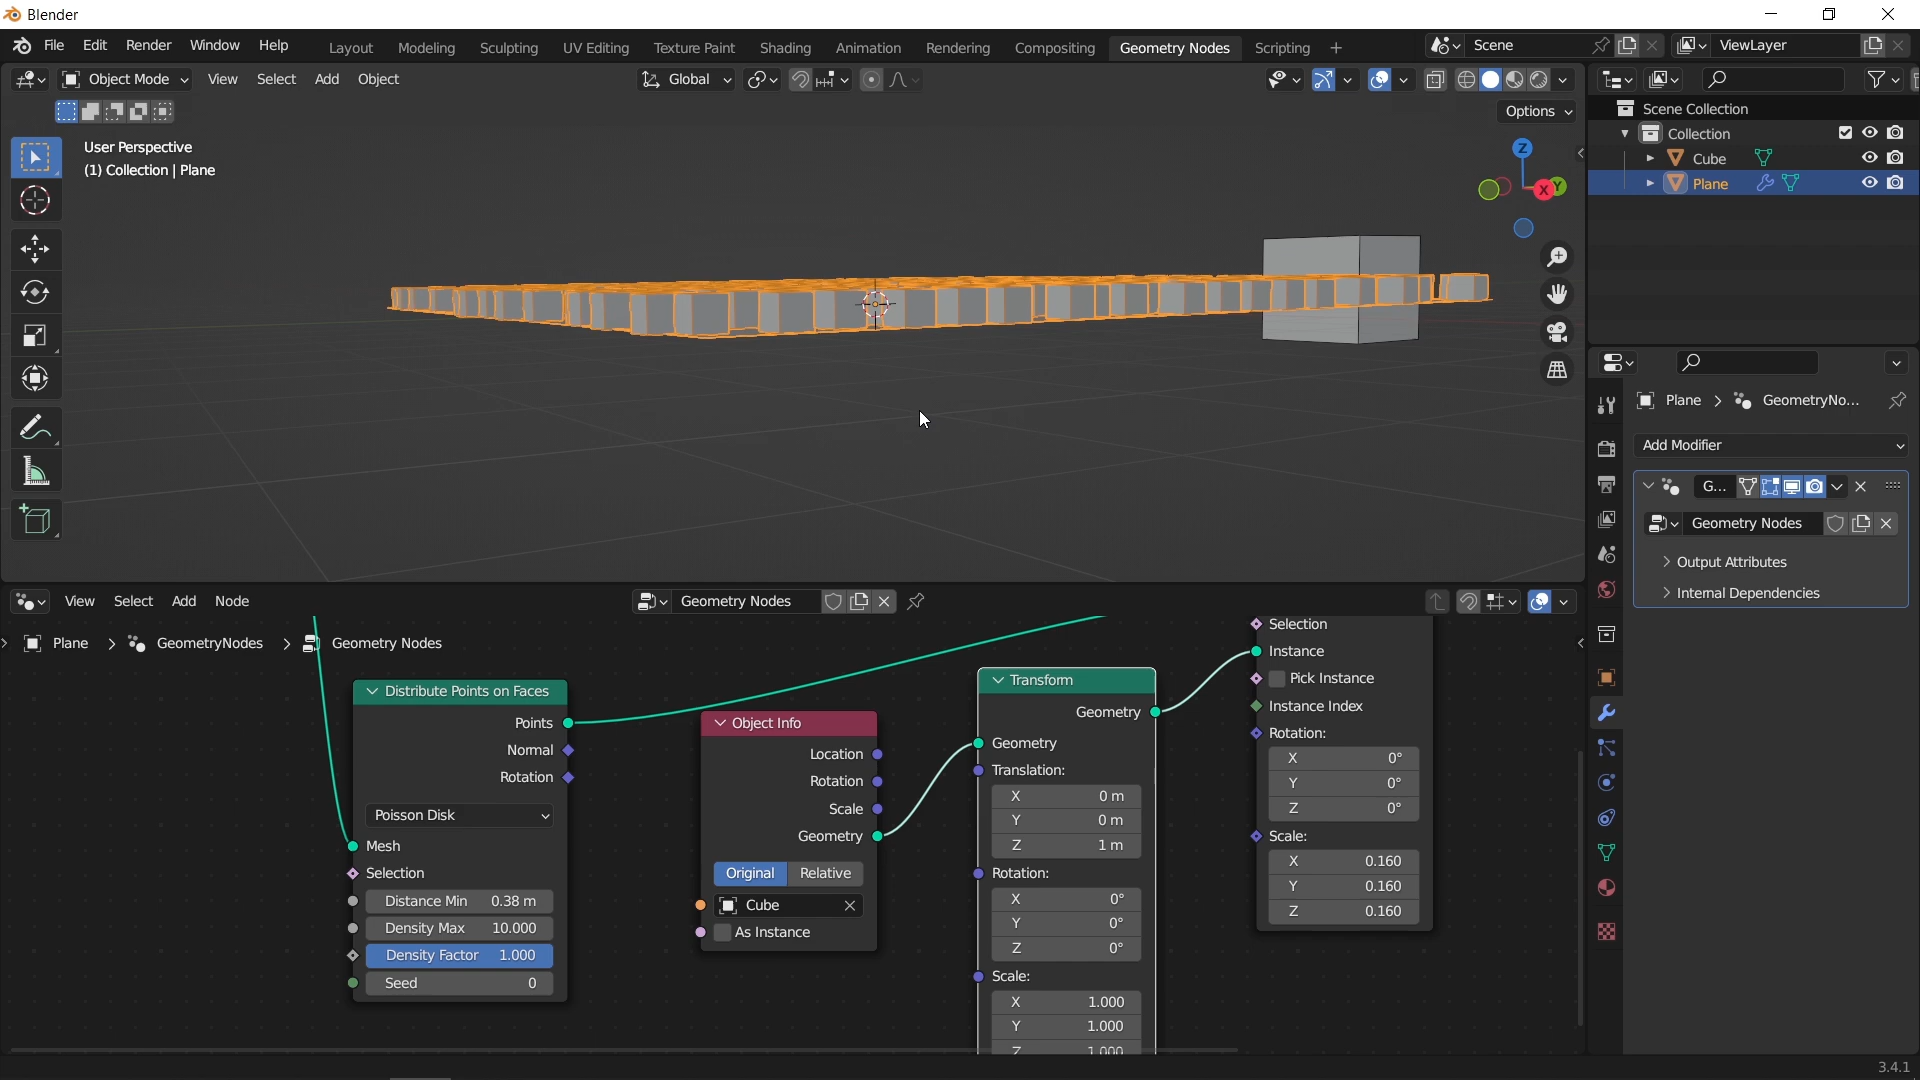 Blender
File Edit Render Window Help
Layout Modeling Sculpting UV Editing Texture Paint Shading Animation Rendering Compositing Geometry Nodes Scripting
Scene
ViewLayer
Object Mode View Select Add Object
Global
Options
User Perspective
(1) Collection | Plane
Z
X
Y
Scene Collection
Collection
Cube
Plane
Plane GeometryNo...
Add Modifier
G...
Geometry Nodes
Output Attributes
Internal Dependencies
View Select Add Node
Geometry Nodes
Plane GeometryNodes Geometry Nodes
Distribute Points on Faces
Points
Normal
Rotation
Poisson Disk
Mesh
Selection
Distance Min 0.38 m
Density Max 10.000
Density Factor 1.000
Seed 0
Object Info
Location
Rotation
Scale
Geometry
Original Relative
Cube
As Instance
Transform
Geometry
Geometry
Translation:
X 0 m
Y 0 m
Z 1 m
Rotation:
X 0°
Y 0°
Z 0°
Scale:
X 1.000
Y 1.000
Z 1.000
Selection
Instance
Pick Instance
Instance Index
Rotation:
X 0°
Y 0°
Z 0°
Scale:
X 0.160
Y 0.160
Z 0.160
3.4.1